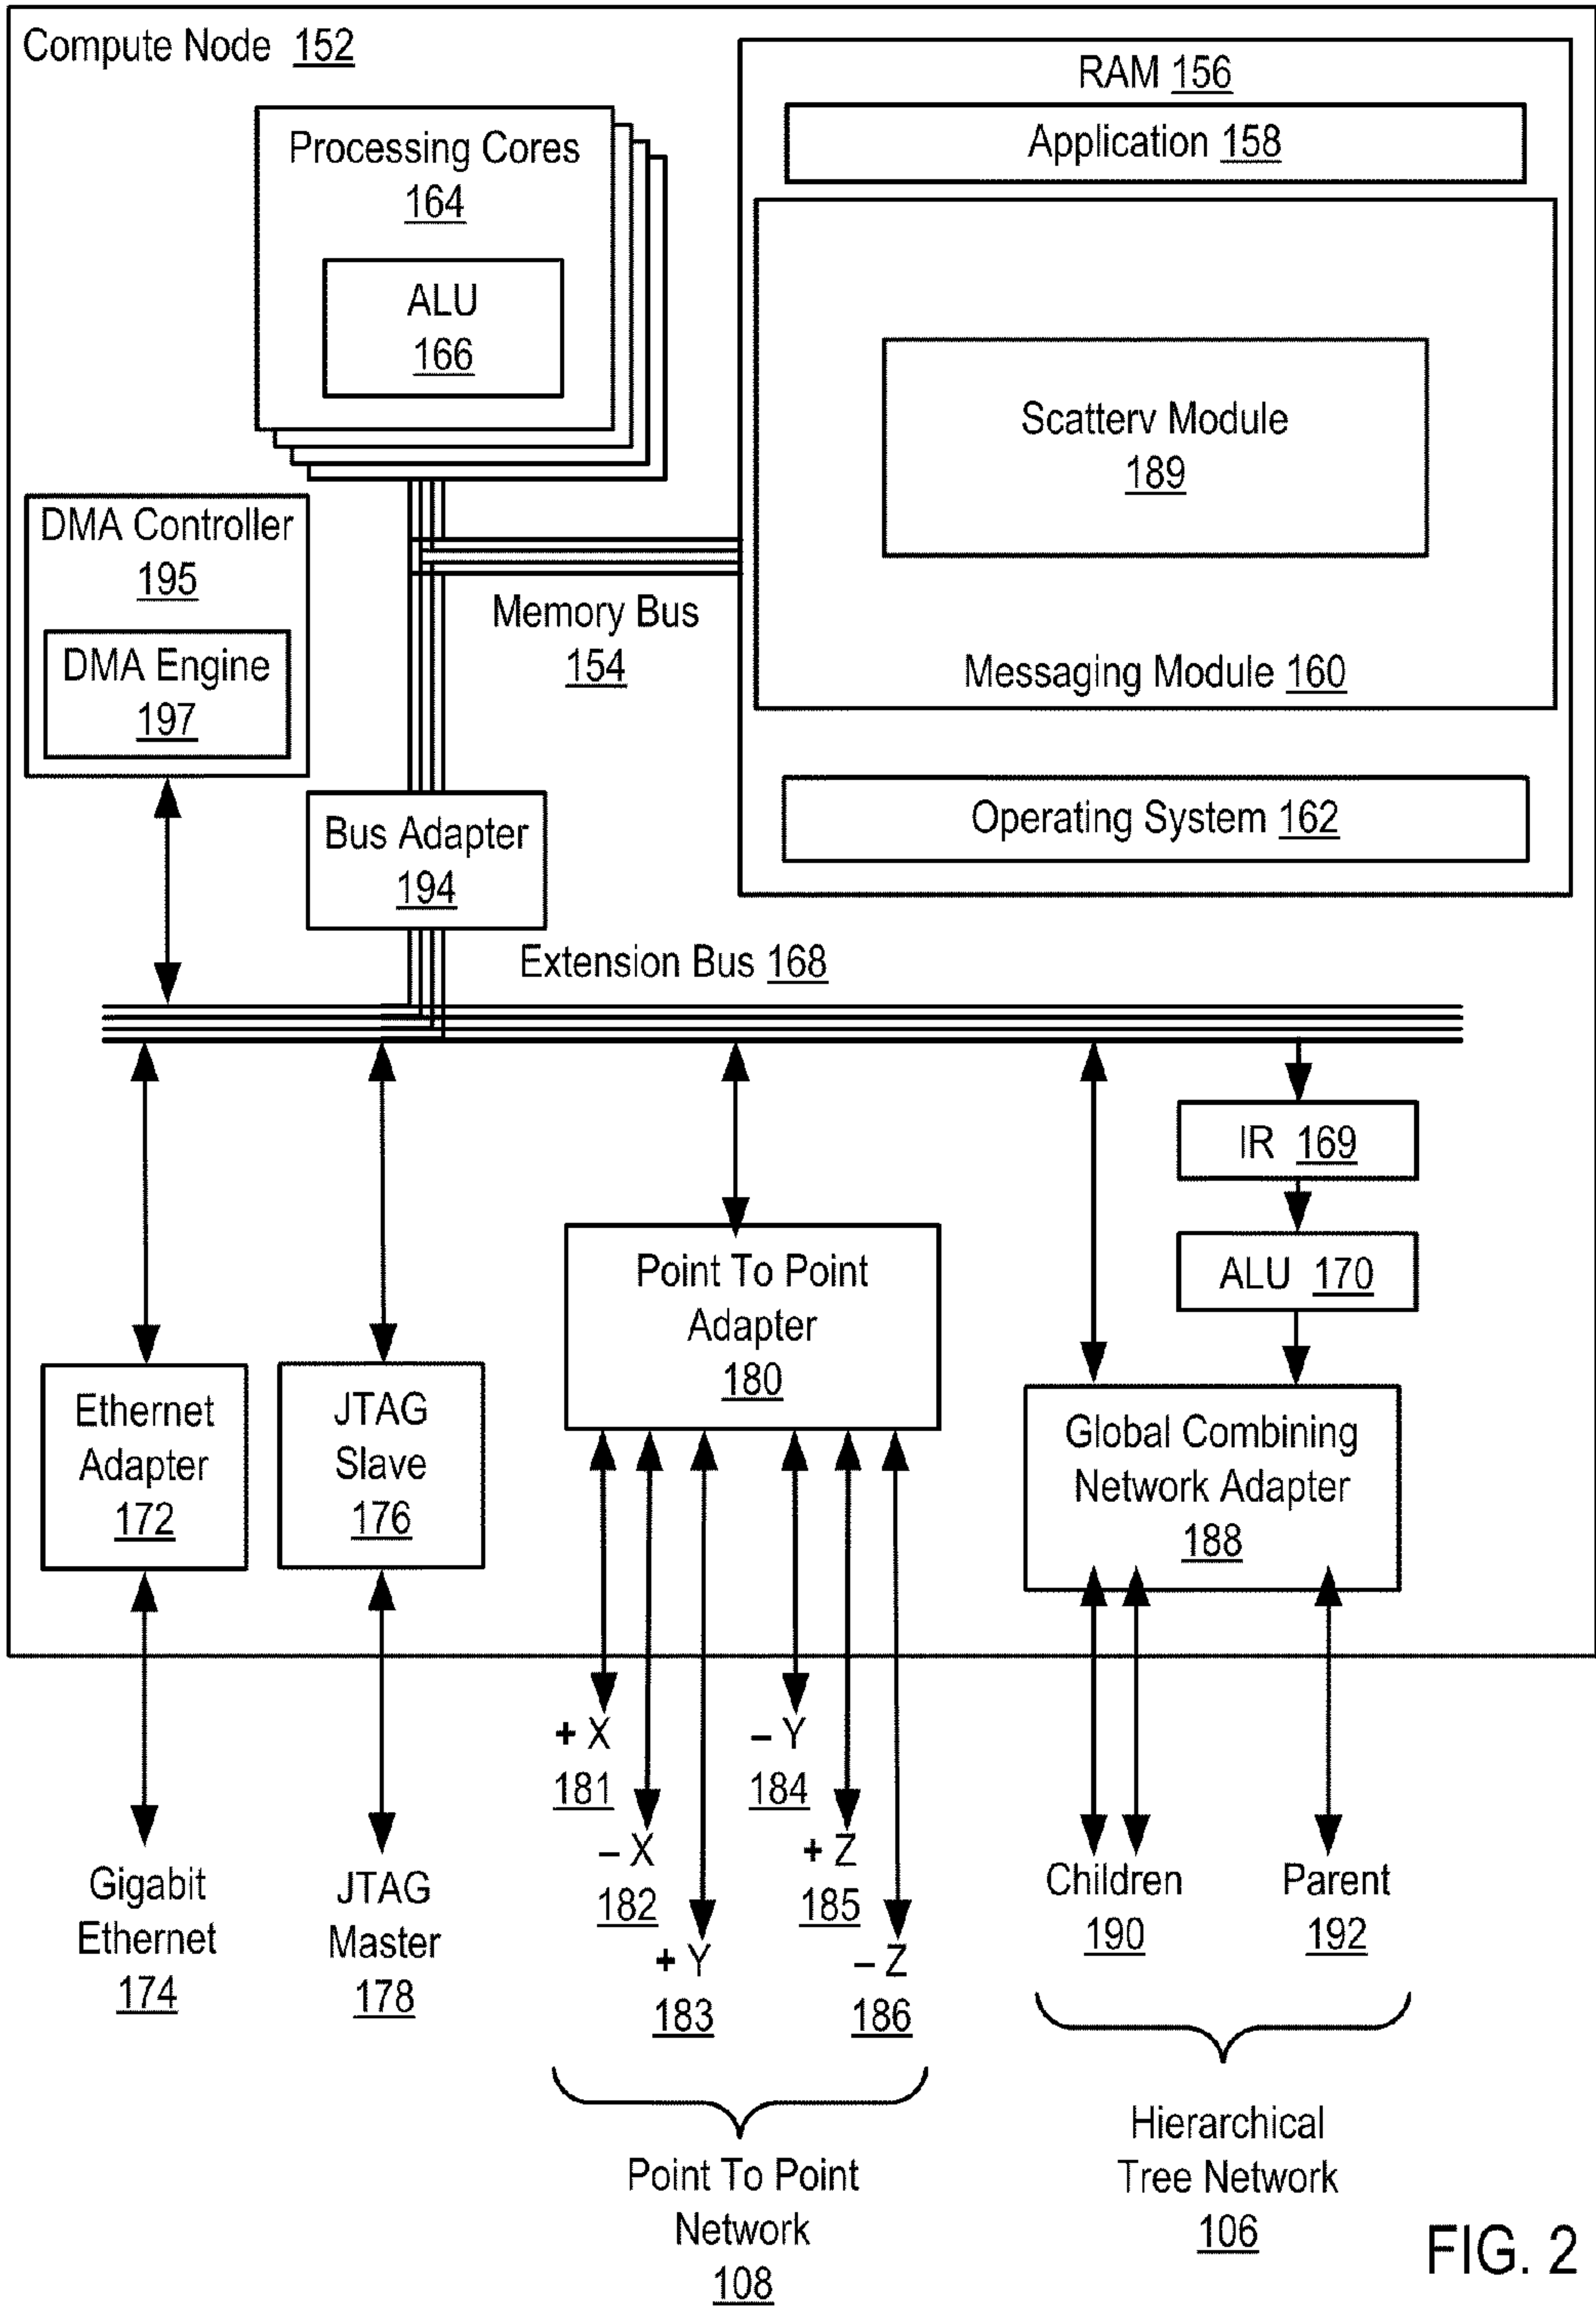 Compute Node 152
RAM 156
Application 158
Processing Cores
164
ALU
166
Scatterv Module
189
Messaging Module 160
Operating System 162
DMA Controller
195
DMA Engine
197
Memory Bus
154
Bus Adapter
194
Extension Bus 168
IR 169
ALU 170
Point To Point
Adapter
180
Ethernet
Adapter
172
JTAG
Slave
176
Global Combining
Network Adapter
188
+ X
181
– X
182
+ Y
183
– Y
184
+ Z
185
– Z
186
Gigabit
Ethernet
174
JTAG
Master
178
Children
190
Parent
192
Point To Point
Network
108
Hierarchical
Tree Network
106
FIG. 2